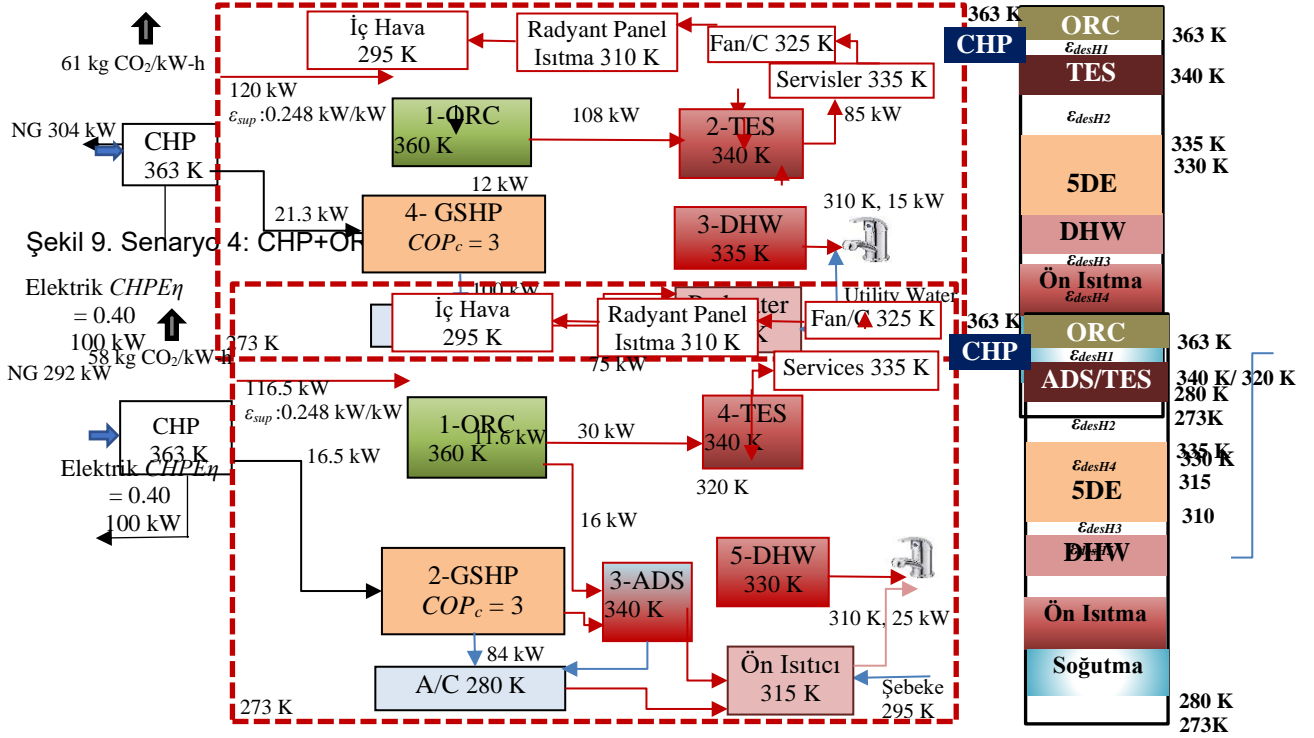 363 K
ORC
363 K
εdesH1
CHP
TES
340 K
εdesH2
335 K
330 K
5DE
DHW
εdesH3
Ön Isıtma
εdesH4
61 kg CO2/kW-h
İç Hava
295 K
Radyant Panel
Isıtma 310 K
Fan/C 325 K
Servisler 335 K
120 kW
εsup :0.248 kW/kW
NG 304 kW
CHP
363 K
1-ORC
360 K
108 kW
2-TES
340 K
85 kW
12 kW
21.3 kW
4- GSHP
COPc = 3
3-DHW
335 K
310 K, 15 kW
Şekil 9. Senaryo 4: CHP+OR
Elektrik CHPEη
= 0.40
100 kW
100 kW
Utility Water
273 K
75 kW
58 kg CO2/kW-h
NG 292 kW
İç Hava
295 K
Radyant Panel
Isıtma 310 K
Fan/C 325 K
Services 335 K
116.5 kW
εsup :0.248 kW/kW
CHP
363 K
1-ORC
360 K
11.6 kW
30 kW
4-TES
340 K
320 K
16.5 kW
Elektrik CHPEη
= 0.40
100 kW
16 kW
2-GSHP
COPc = 3
3-ADS
340 K
5-DHW
330 K
310 K, 25 kW
84 kW
A/C 280 K
Ön Isıtıcı
315 K
Şebeke
295 K
273 K
363 K
CHP
ORC
363 K
εdesH1
ADS/TES
340 K/ 320 K
280 K
273K
εdesH2
335 K
330 K
εdesH4
5DE
315
310
εdesH3
DHW
Ön Isıtma
Soğutma
280 K
273K